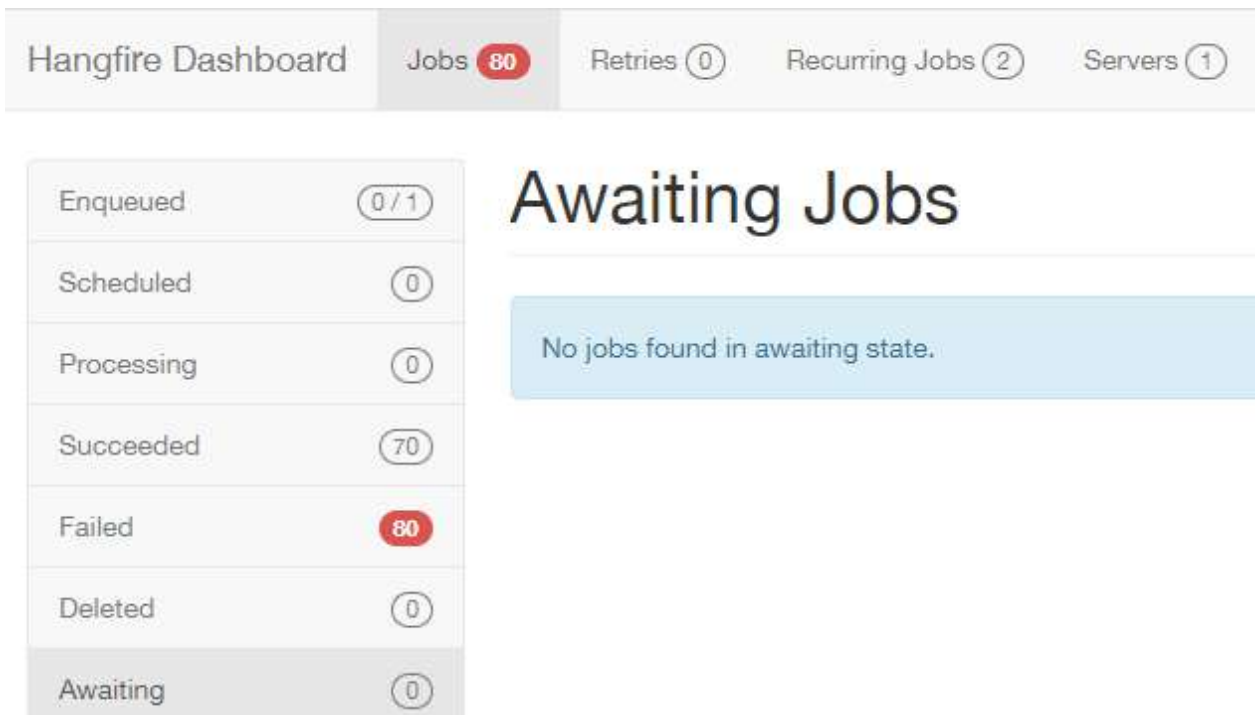 Hangfire Dashboard Jobs 80 Retries 0 Recurring Jobs 2 Servers 1
Enqueued 0 / 1
Scheduled 0
Processing 0
Succeeded 70
Failed 80
Deleted 0
Awaiting 0
Awaiting Jobs
No jobs found in awaiting state.